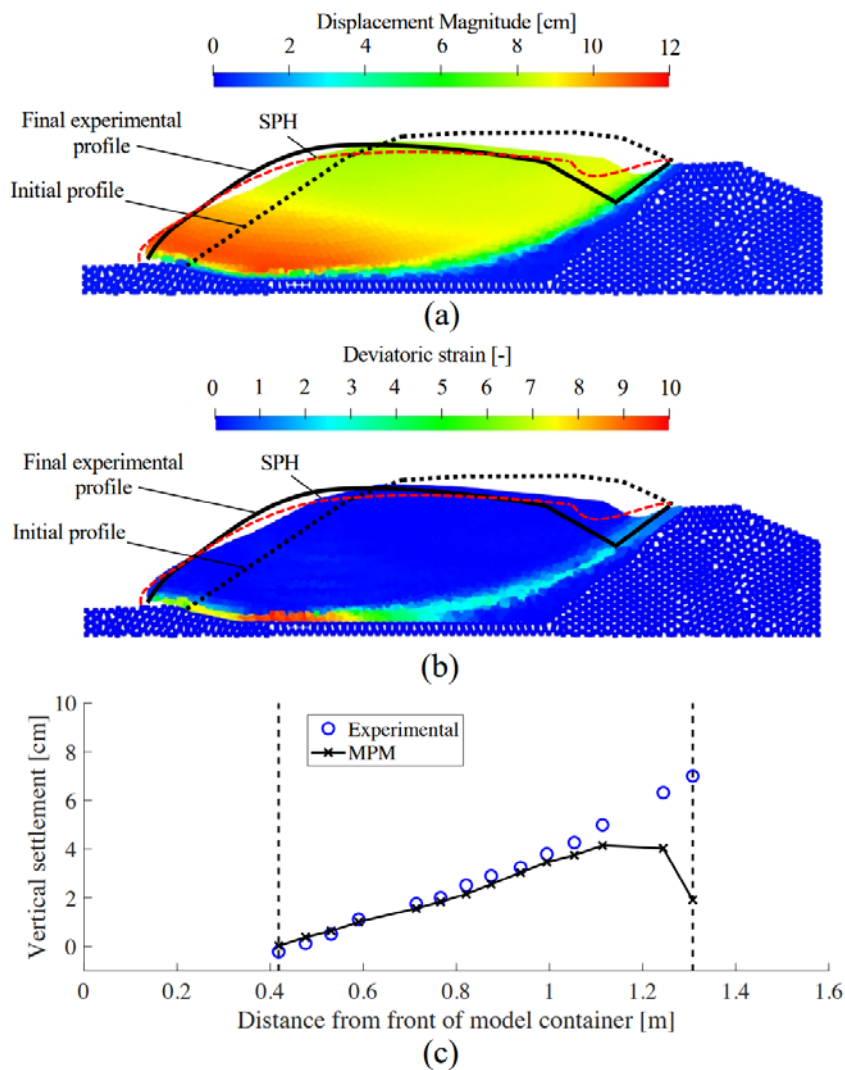 Displacement Magnitude [cm]
0 2 4 6 8 10 12
Final experimental
profile
SPH
Initial profile
(a)
Deviatoric strain [-]
0 1 2 3 4 5 6 7 8 9 10
Final experimental
profile
SPH
Initial profile
(b)
10
8
6
4
2
0
Vertical settlement [cm]
Experimental
MPM
0 0.2 0.4 0.6 0.8 1 1.2 1.4 1.6
Distance from front of model container [m]
(c)